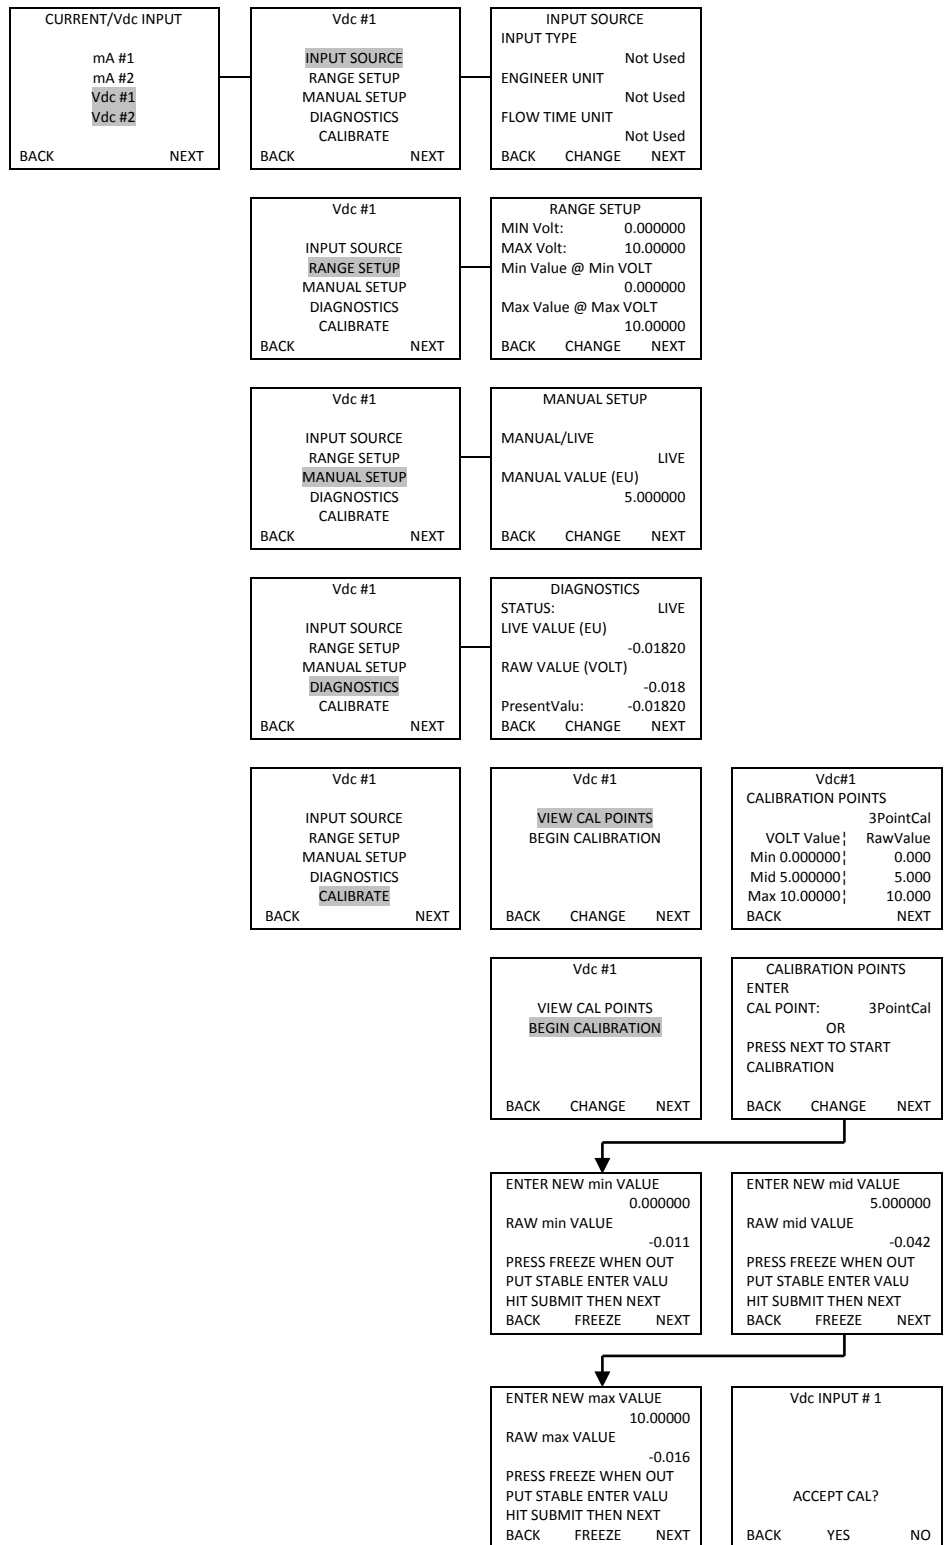 CURRENT/Vdc INPUT
mA #1
mA #2
Vdc #1
Vdc #2
BACK NEXT
Vdc #1
INPUT SOURCE
RANGE SETUP
MANUAL SETUP
DIAGNOSTICS
CALIBRATE
BACK NEXT
INPUT SOURCE
INPUT TYPE
Not Used
ENGINEER UNIT
Not Used
FLOW TIME UNIT
Not Used
BACK CHANGE NEXT
Vdc #1
INPUT SOURCE
RANGE SETUP
MANUAL SETUP
DIAGNOSTICS
CALIBRATE
BACK NEXT
RANGE SETUP
MIN Volt: 0.000000
MAX Volt: 10.00000
Min Value @ Min VOLT
0.000000
Max Value @ Max VOLT
10.00000
BACK CHANGE NEXT
Vdc #1
INPUT SOURCE
RANGE SETUP
MANUAL SETUP
DIAGNOSTICS
CALIBRATE
BACK NEXT
MANUAL SETUP
MANUAL/LIVE
LIVE
MANUAL VALUE (EU)
5.000000
BACK CHANGE NEXT
Vdc #1
INPUT SOURCE
RANGE SETUP
MANUAL SETUP
DIAGNOSTICS
CALIBRATE
BACK NEXT
DIAGNOSTICS
STATUS: LIVE
LIVE VALUE (EU)
-0.01820
RAW VALUE (VOLT)
-0.018
PresentValu: -0.01820
BACK CHANGE NEXT
Vdc #1
INPUT SOURCE
RANGE SETUP
MANUAL SETUP
DIAGNOSTICS
CALIBRATE
BACK NEXT
Vdc #1
VIEW CAL POINTS
BEGIN CALIBRATION
BACK CHANGE NEXT
Vdc#1
CALIBRATION POINTS
3PointCal
VOLT Value¦ RawValue
Min 0.000000¦ 0.000
Mid 5.000000¦ 5.000
Max 10.00000¦ 10.000
BACK NEXT
Vdc #1
VIEW CAL POINTS
BEGIN CALIBRATION
BACK CHANGE NEXT
CALIBRATION POINTS
ENTER
CAL POINT: 3PointCal
OR
PRESS NEXT TO START
CALIBRATION
BACK CHANGE NEXT
ENTER NEW min VALUE
0.000000
RAW min VALUE
-0.011
PRESS FREEZE WHEN OUT
PUT STABLE ENTER VALU
HIT SUBMIT THEN NEXT
BACK FREEZE NEXT
ENTER NEW mid VALUE
5.000000
RAW mid VALUE
-0.042
PRESS FREEZE WHEN OUT
PUT STABLE ENTER VALU
HIT SUBMIT THEN NEXT
BACK FREEZE NEXT
ENTER NEW max VALUE
10.00000
RAW max VALUE
-0.016
PRESS FREEZE WHEN OUT
PUT STABLE ENTER VALU
HIT SUBMIT THEN NEXT
BACK FREEZE NEXT
Vdc INPUT # 1
ACCEPT CAL?
BACK YES NO